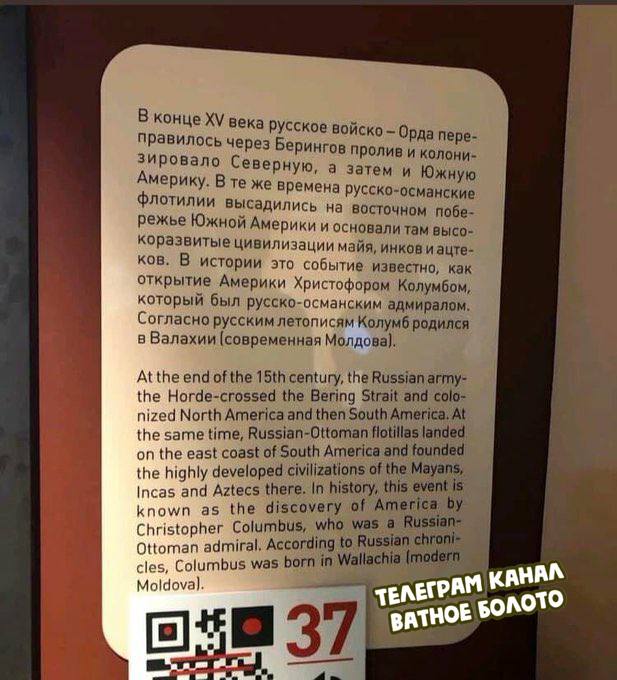 В конце XV века русское войско – Орда пере-
правилось через Берингов пролив и колони-
зировало Северную, а затем и Южную
Америку. В те же времена русско-османские
флотилии высадились на восточном побе-
режье Южной Америки и основали там высо-
коразвитые цивилизации майя, инков и ацте-
ков. В истории это событие известно, как
открытие Америки Христофором Колумбом,
который был русско-османским адмиралом.
Согласно русским летописям Колумб родился
в Валахии (современная Молдова).
At the end of the 15th century, the Russian army-
the Horde-crossed the Bering Strait and colo-
nized North America and then South America. At
the same time, Russian-Ottoman flotillas landed
on the east coast of South America and founded
the highly developed civilizations of the Mayans,
Incas and Aztecs there. In history, this event is
known as the discovery of America by
Christopher Columbus, who was a Russian-
Ottoman admiral. According to Russian chroni-
cles, Columbus was born in Wallachia (modern
Moldova).
ТЕЛЕГРАМ КАНАЛ
ВАТНОЕ БОЛОТО
37